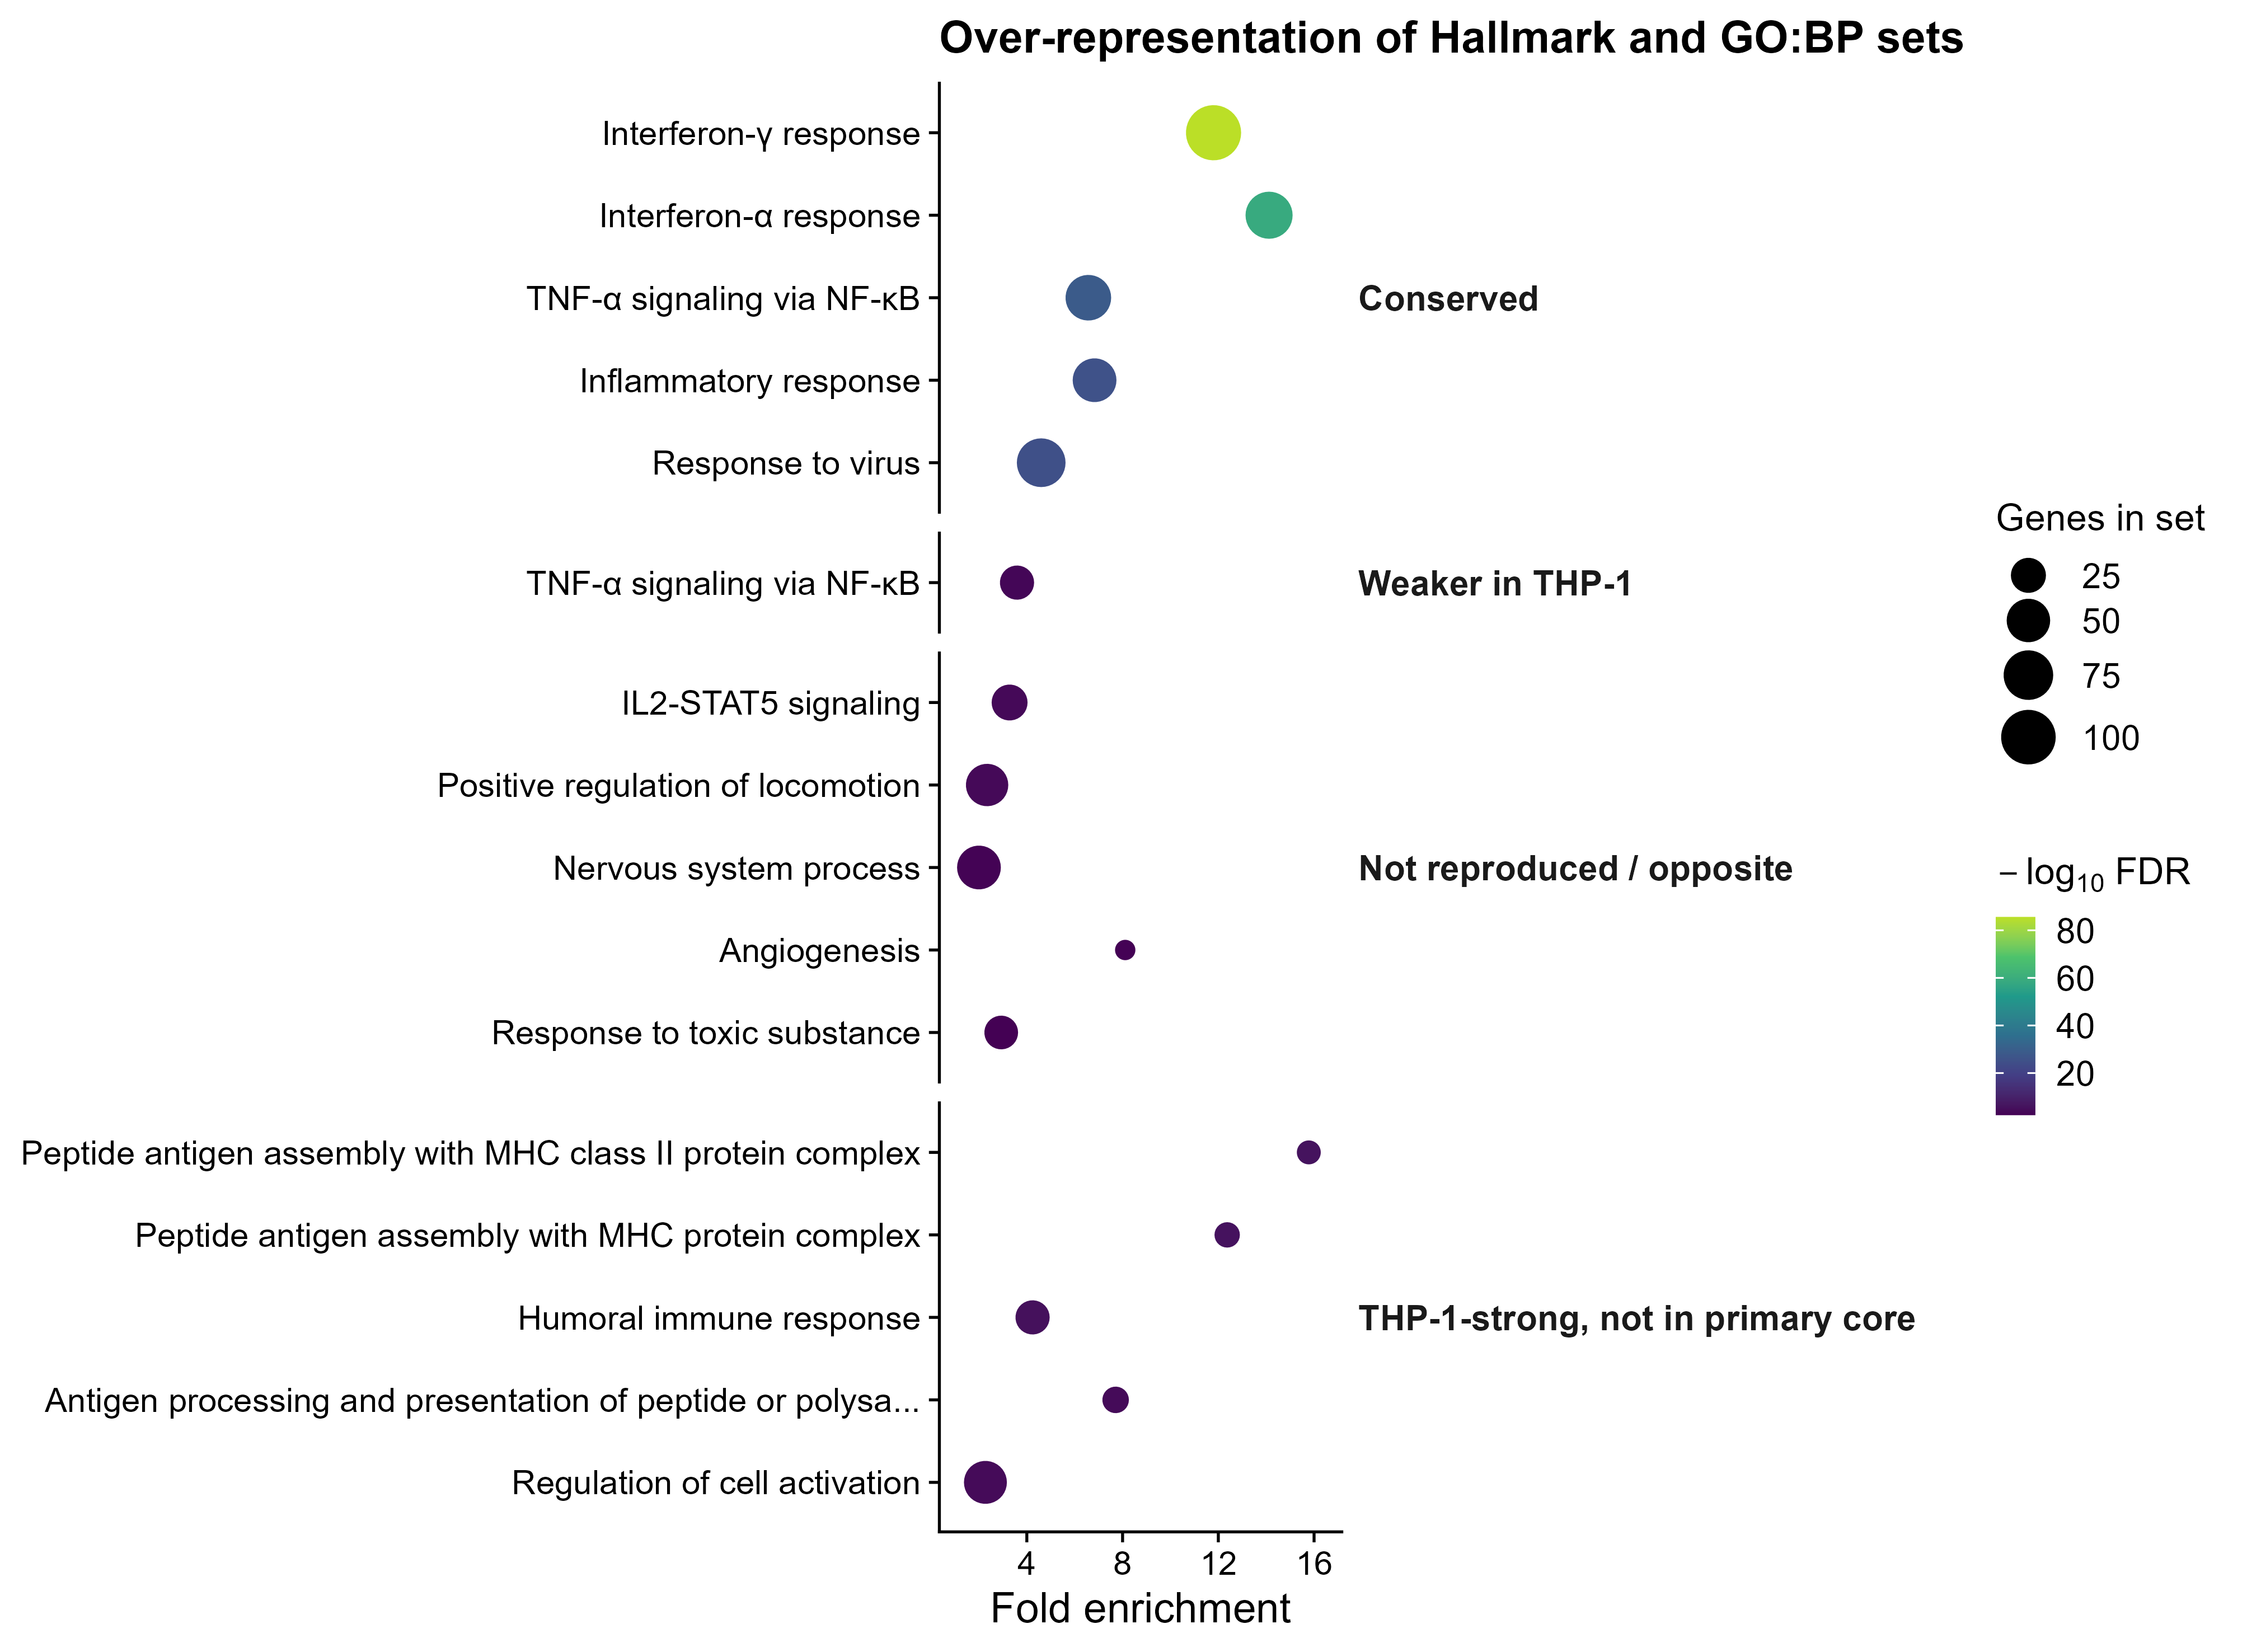 Over-representation of Hallmark and GO:BP sets
Interferon-γ response
Interferon-α response
TNF-α signaling via NF-κB
Inflammatory response
Response to virus
Conserved
TNF-α signaling via NF-κB
Weaker in THP-1
IL2-STAT5 signaling
Positive regulation of locomotion
Nervous system process
Angiogenesis
Response to toxic substance
Not reproduced / opposite
Peptide antigen assembly with MHC class II protein complex
Peptide antigen assembly with MHC protein complex
Humoral immune response
Antigen processing and presentation of peptide or polysa...
Regulation of cell activation
THP-1-strong, not in primary core
4 8 12 16
Fold enrichment
Genes in set
25
50
75
100
− log₁₀ FDR
80
60
40
20